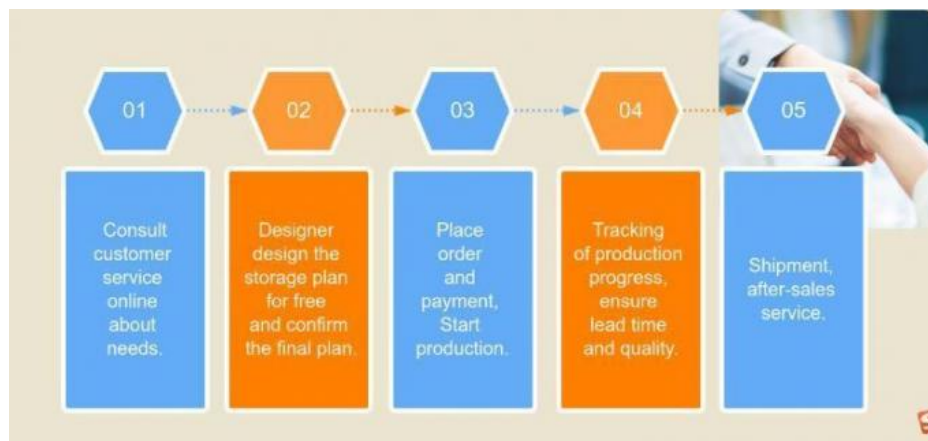 01
02
03
04
05
Consult
customer
service
online
about
needs.
Designer
design the
storage plan
for free
and confirm
the final plan.
Place
order
and
payment,
Start
production.
Tracking
of production
progress,
ensure
lead time
and quality.
Shipment,
after-sales
service.